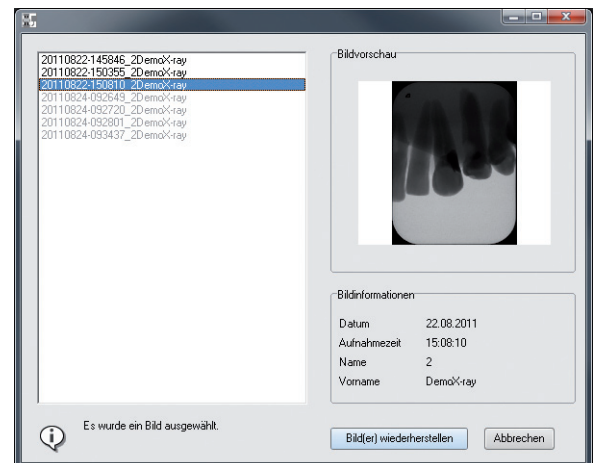 20110822-145846_2DemoX-ray
20110822-150355_2DemoX-ray
20110822-150810_2DemoX-ray
20110824-092649_2DemoX-ray
20110824-092720_2DemoX-ray
20110824-092801_2DemoX-ray
20110824-093437_2DemoX-ray
Bildvorschau
Bildinformationen
Datum 22.08.2011
Aufnahmezeit 15:08:10
Name 2
Vorname DemoX-ray
Es wurde ein Bild ausgewählt.
Bild(er) wiederherstellen Abbrechen